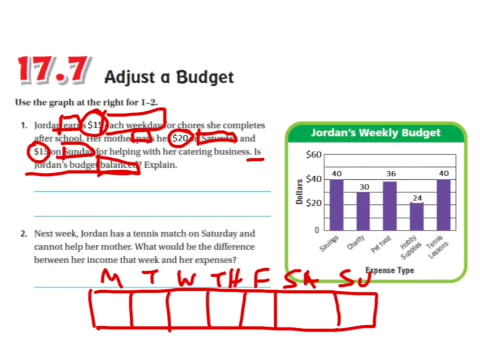 17.7 Adjust a Budget
Use the graph at the right for 1–2.
1. Jordan earns $15 each weekday for chores she completes
after school. Her mother pays her $20 on Saturday and
$15 on Sunday for helping with her catering business. Is
Jordan's budget balanced? Explain.
2. Next week, Jordan has a tennis match on Saturday and
cannot help her mother. What would be the difference
between her income that week and her expenses?
Jordan's Weekly Budget
Dollars
$60
$40
$20
0
40
30
36
24
40
Savings
Charity
Pet food
Hobby
Supplies
Tennis
Lessons
Expense Type
M T W TH F SA SU